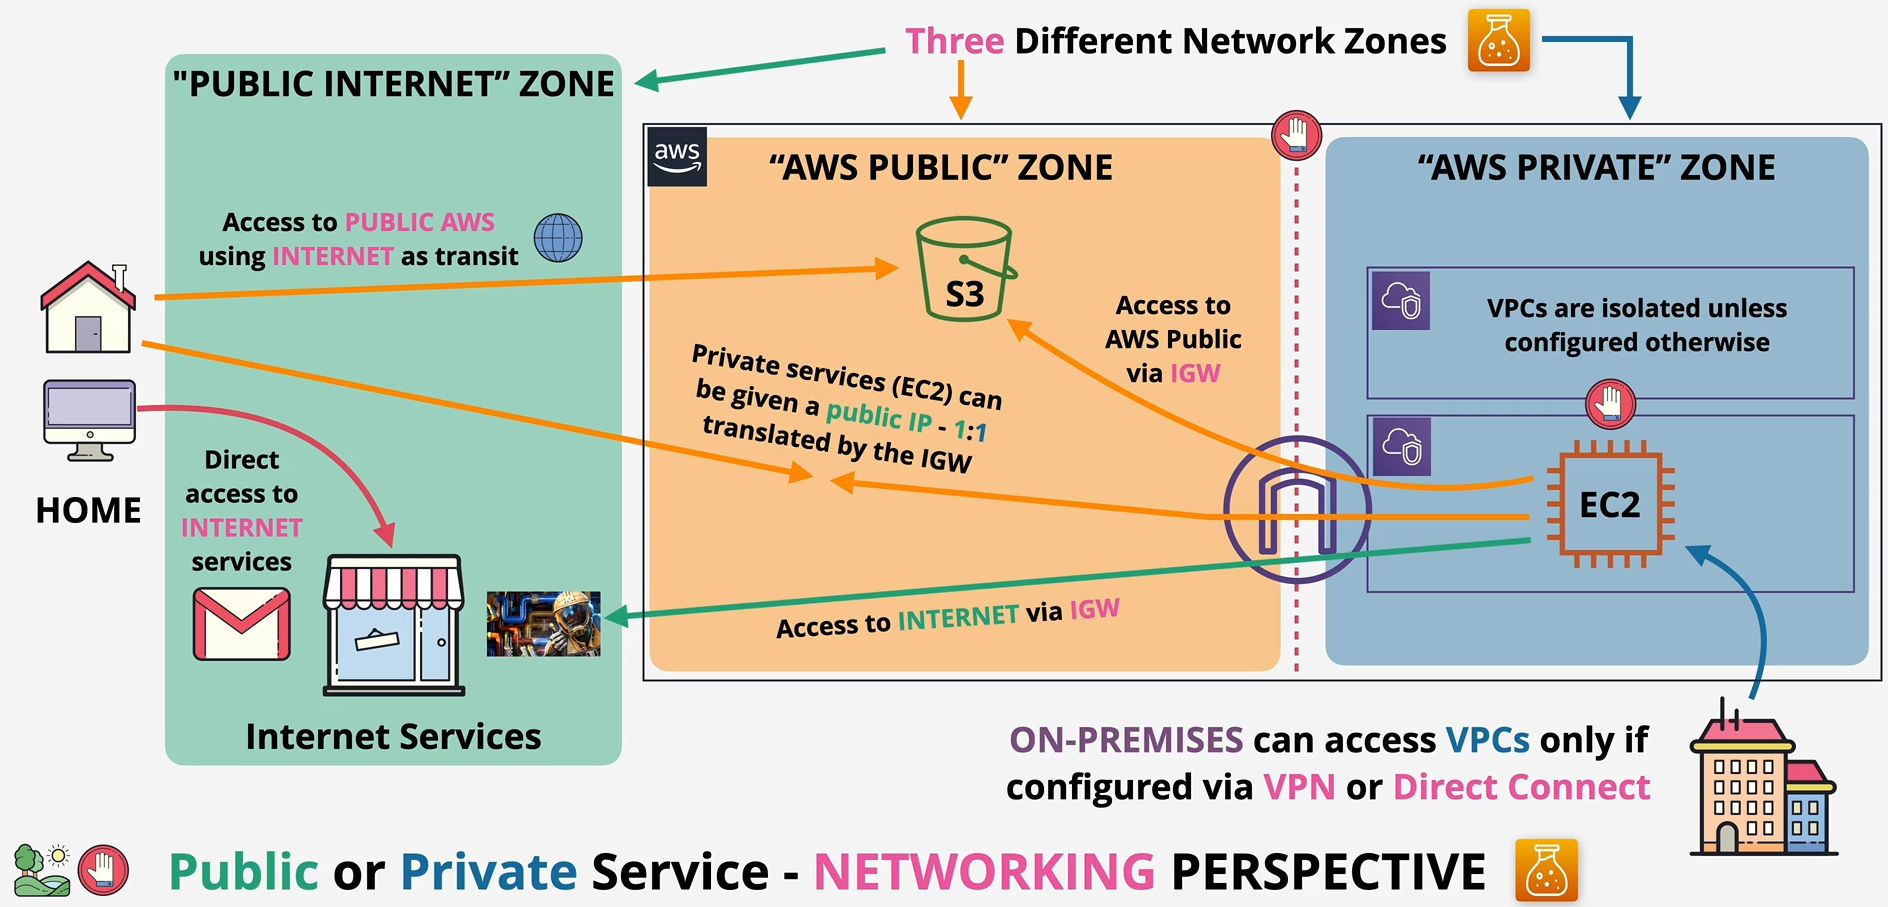 Three Different Network Zones
"PUBLIC INTERNET” ZONE
aws
“AWS PUBLIC” ZONE
“AWS PRIVATE” ZONE
Access to PUBLIC AWS
using INTERNET as transit
S3
Access to
AWS Public
via IGW
VPCs are isolated unless
configured otherwise
Private services (EC2) can
be given a public IP - 1:1
translated by the IGW
HOME
Direct
access to
INTERNET
services
EC2
Access to INTERNET via IGW
Internet Services
ON-PREMISES can access VPCs only if
configured via VPN or Direct Connect
Public or Private Service - NETWORKING PERSPECTIVE